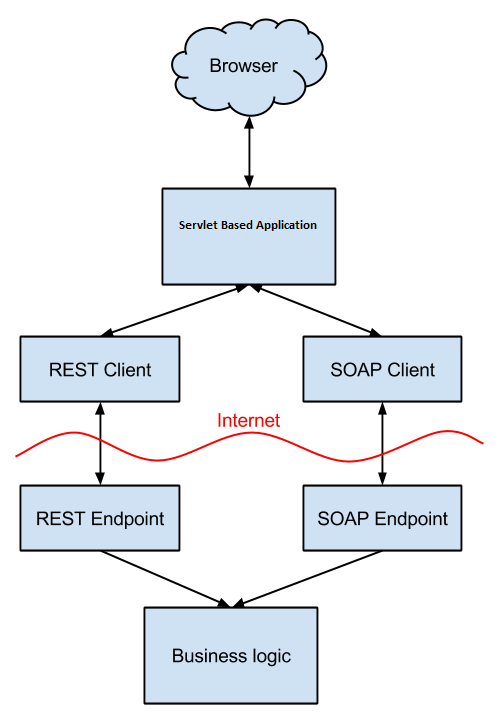 Browser
Servlet Based Application
REST Client
SOAP Client
Internet
REST Endpoint
SOAP Endpoint
Business logic